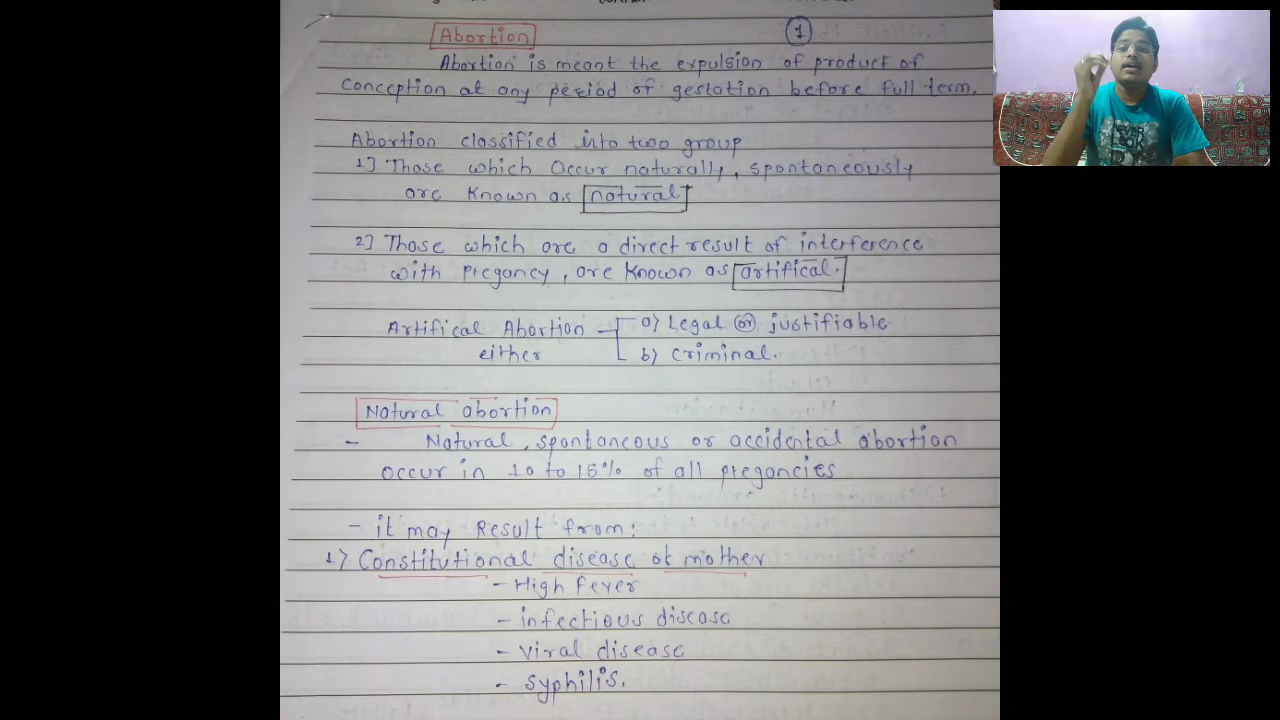 Abortion
1
Abortion is meant the expulsion of product of
conception at any period of gestation before full term.
Abortion classified into two group
1] Those which occur naturally, spontaneously
are known as natural
2] Those which are a direct result of interference
with pregancy, are known as artifical.
Artifical Abortion
either
a) Legal or justifiable
b) criminal.
Natural abortion
- Natural, spontaneous or accidental abortion
occur in 10 to 15% of all pregancies
- it may Result from:
1) Constitutional disease of mother
- High fever
- infectious disease
- viral disease
- syphilis.
NEVER
LOOK